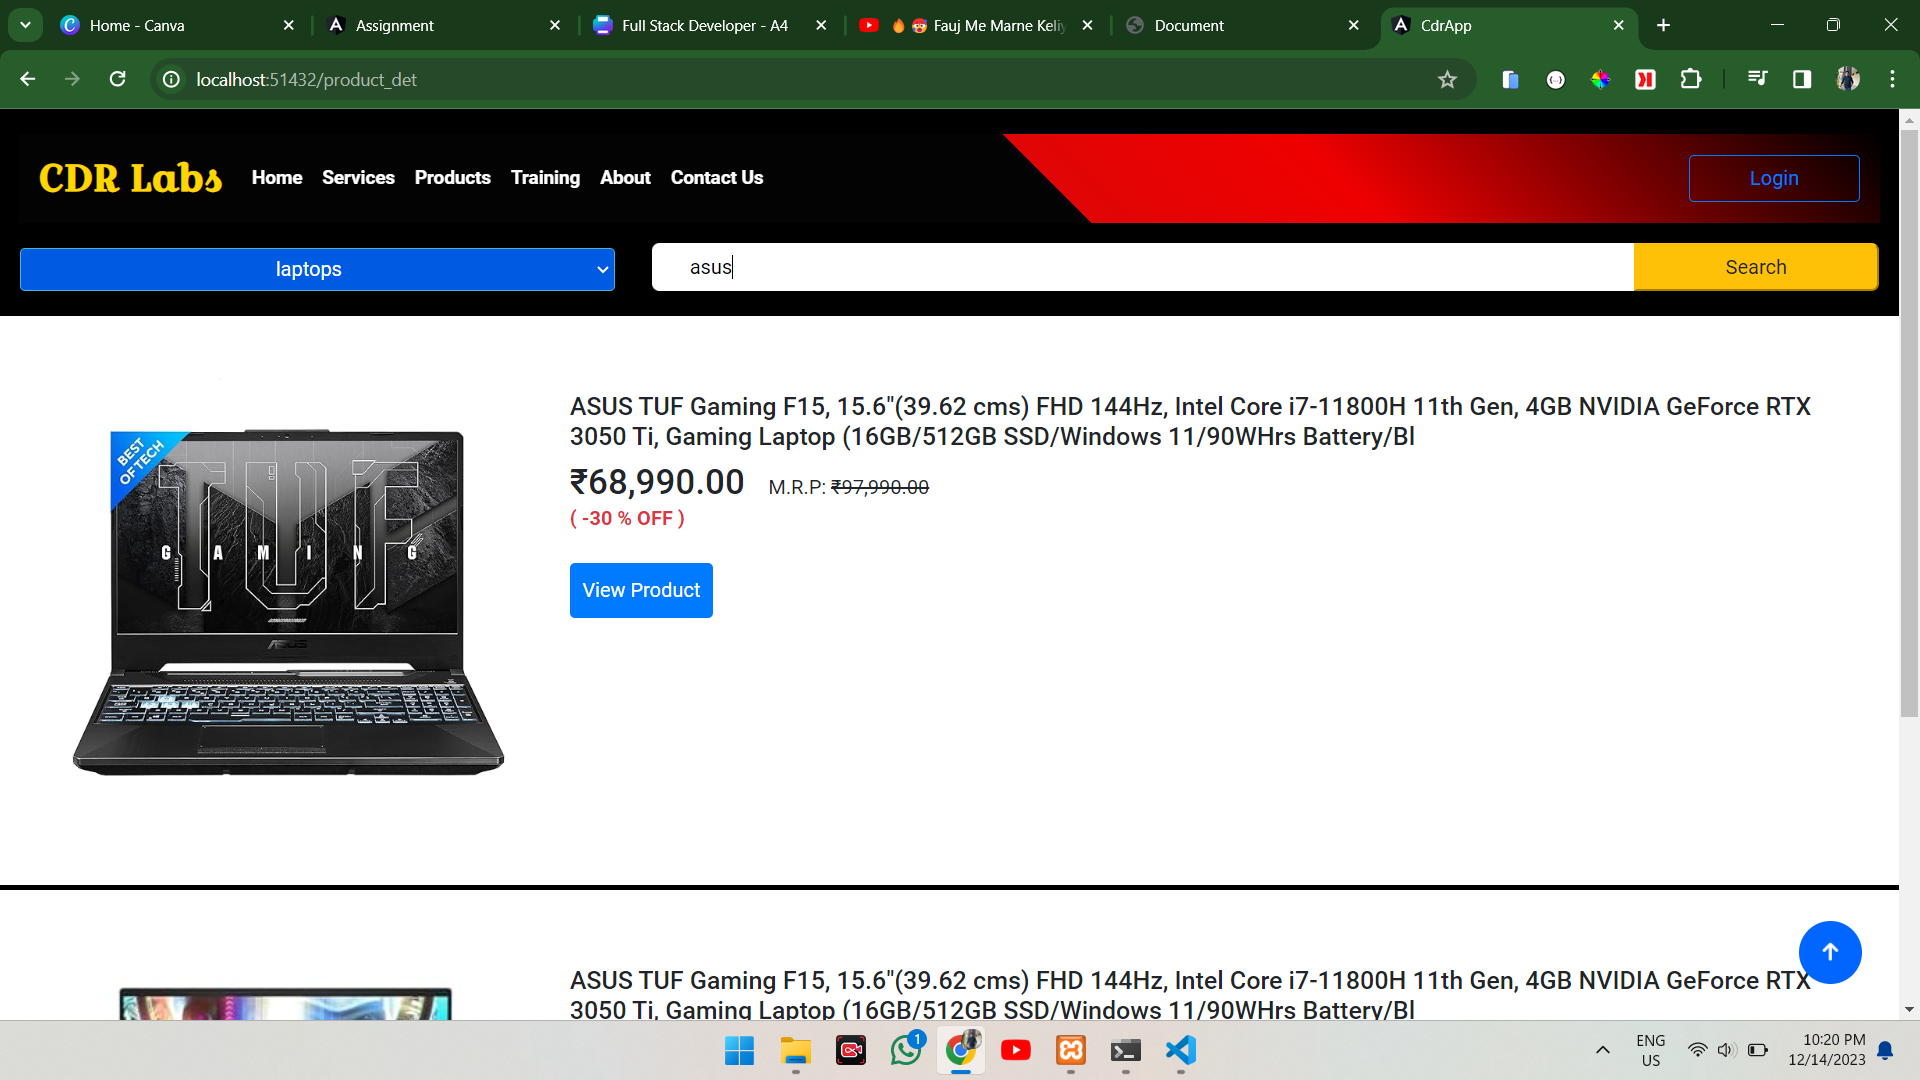 Home - Canva
Assignment
Full Stack Developer - A4
Fauj Me Marne Keliy
Document
CdrApp
localhost:51432/product_det
CDR Labs
Home Services Products Training About Contact Us
Login
laptops
asus
Search
ASUS TUF Gaming F15, 15.6"(39.62 cms) FHD 144Hz, Intel Core i7-11800H 11th Gen, 4GB NVIDIA GeForce RTX
3050 Ti, Gaming Laptop (16GB/512GB SSD/Windows 11/90WHrs Battery/Bl
₹68,990.00 M.R.P: ₹97,990.00
( -30 % OFF )
View Product
BEST
OF TECH
TUF
GAMING
ASUS
ASUS TUF Gaming F15, 15.6"(39.62 cms) FHD 144Hz, Intel Core i7-11800H 11th Gen, 4GB NVIDIA GeForce RTX
3050 Ti, Gaming Laptop (16GB/512GB SSD/Windows 11/90WHrs Battery/Bl
1
ENG
US
10:20 PM
12/14/2023